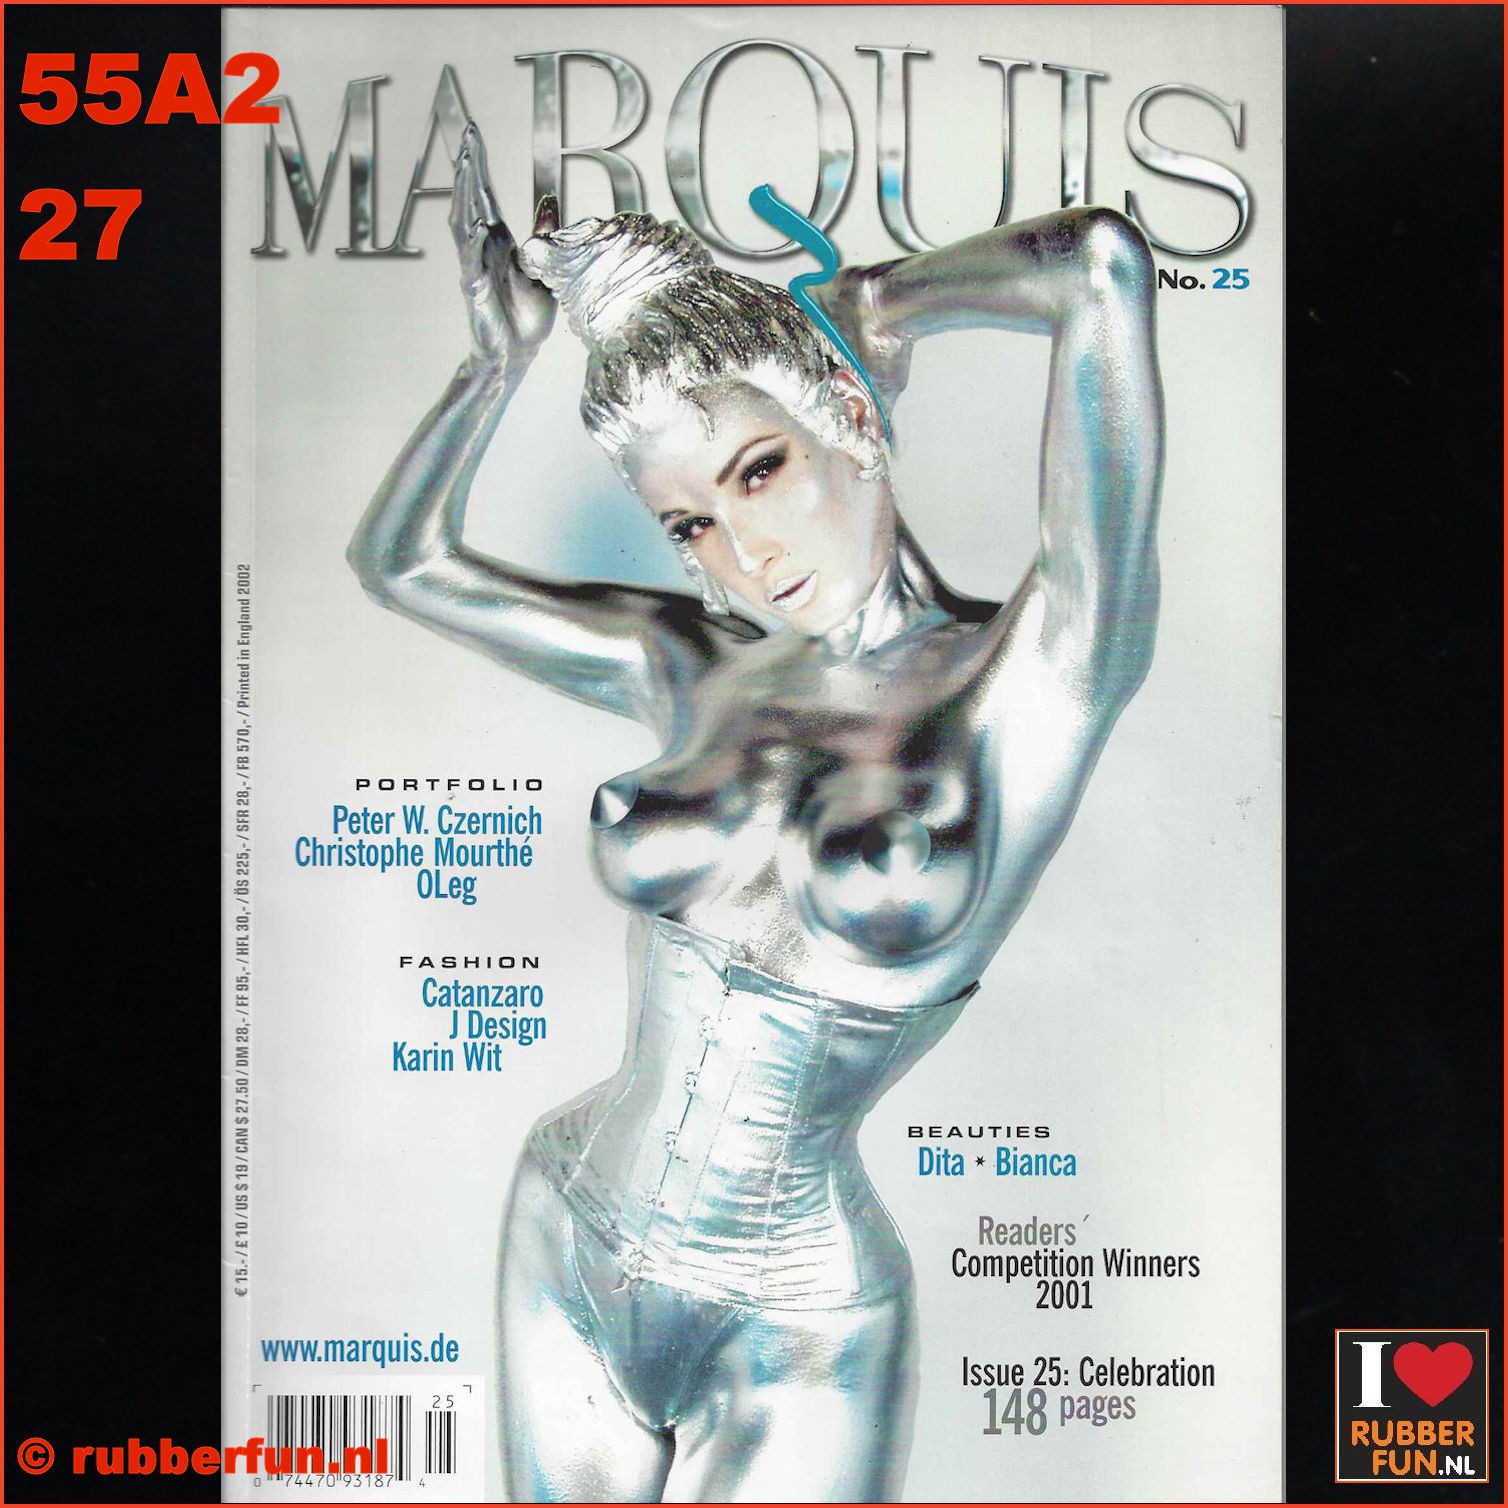 55A2
27
MARQUIS
No. 25
€ 15,- / £ 10 / US $ 19 / CAN $ 27.50 / DM 28,- / FF 95,- / HFL 30,- / ÖS 225,- / SFR 28,- / FB 570,- / Printed in England 2002
PORTFOLIO
Peter W. Czernich
Christophe Mourthé
OLeg
FASHION
Catanzaro
J Design
Karin Wit
BEAUTIES
Dita * Bianca
Readers´
Competition Winners
2001
Issue 25: Celebration
148 pages
www.marquis.de
25
0 74470 93187 4
© rubberfun.nl
I ♥
RUBBER
FUN.NL